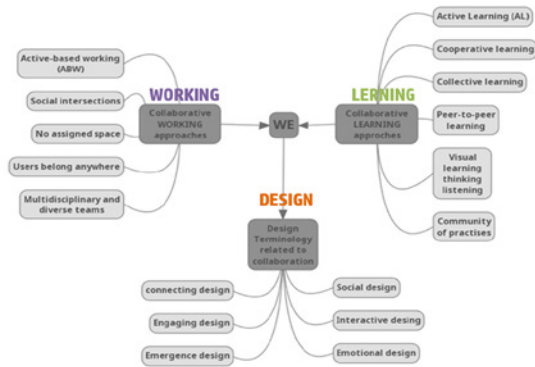 Active-based working
(ABW)
Social intersections
No assigned space
Users belong anywhere
Multidisciplinary and
diverse teams
WORKING
Collaborative
WORKING
approaches
WE
LERNING
Collaborative
LEARNING
approches
Active Learning (AL)
Cooperative learning
Collective learning
Peer-to-peer
learning
Visual
learning
thinking
listening
Community
of practises
DESIGN
Design
Terminology
related to
collaboration
connecting design
Engaging design
Emergence design
Social design
Interactive desing
Emotional design